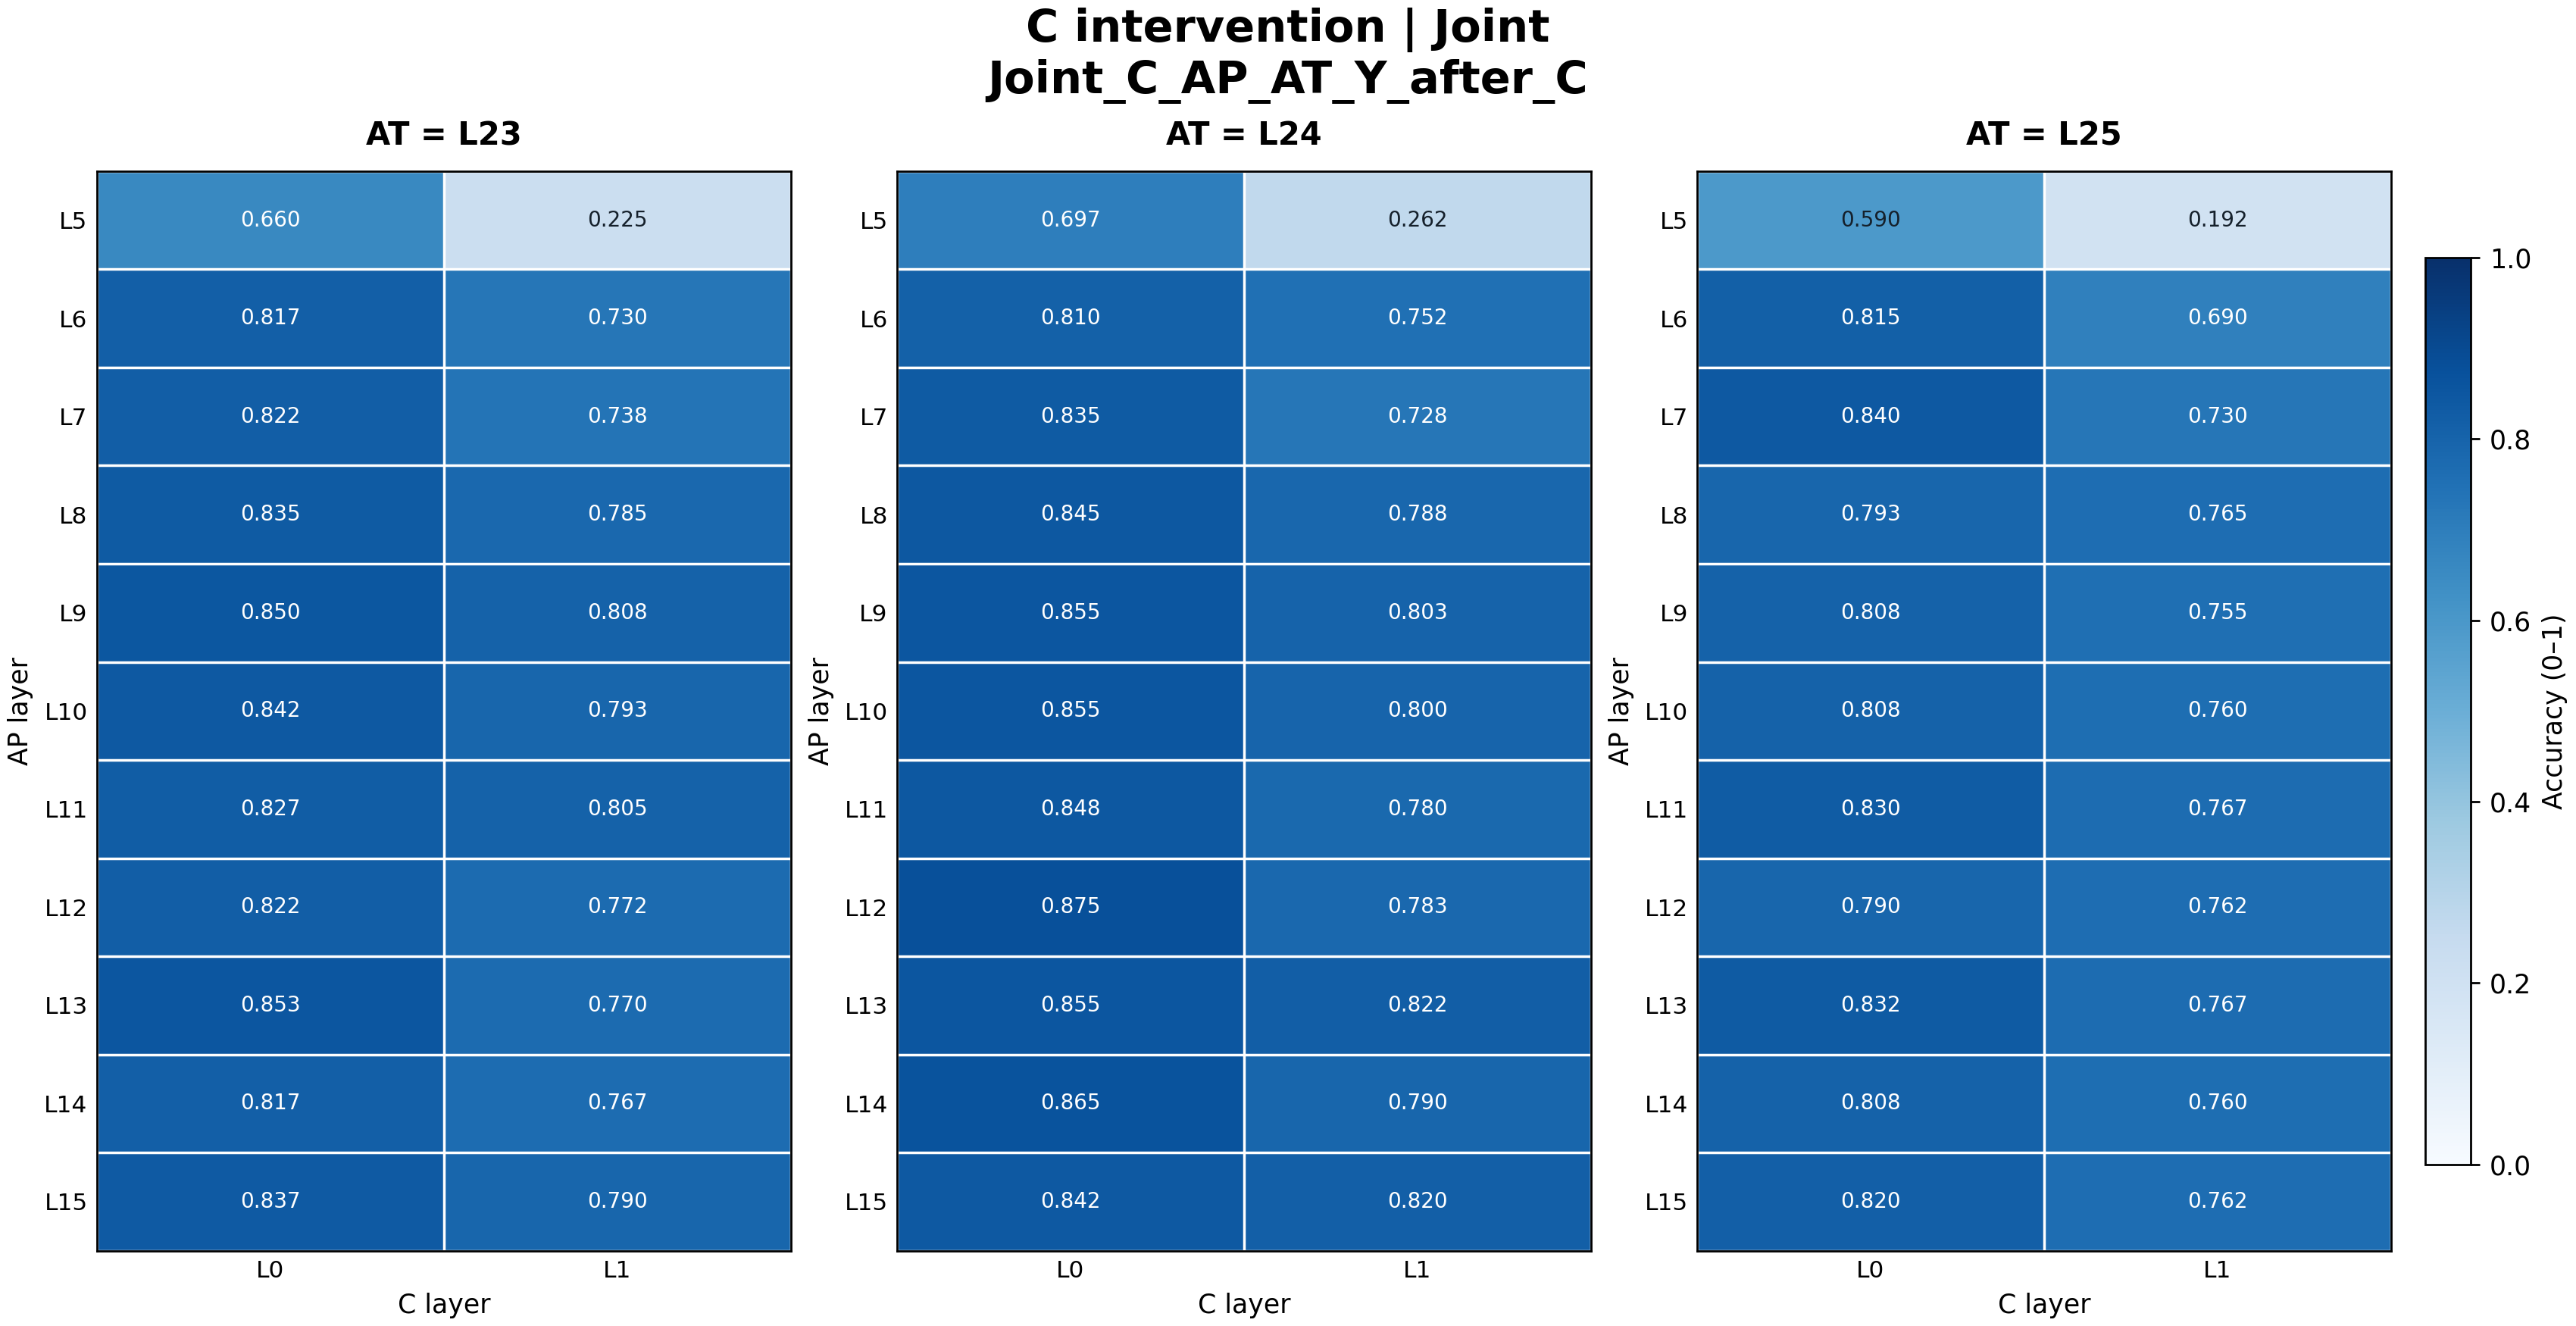 C intervention | Joint
Joint_C_AP_AT_Y_after_C
AT = L23
AP layer
L5 0.660 0.225
L6 0.817 0.730
L7 0.822 0.738
L8 0.835 0.785
L9 0.850 0.808
L10 0.842 0.793
L11 0.827 0.805
L12 0.822 0.772
L13 0.853 0.770
L14 0.817 0.767
L15 0.837 0.790
L0 L1
C layer
AT = L24
AP layer
L5 0.697 0.262
L6 0.810 0.752
L7 0.835 0.728
L8 0.845 0.788
L9 0.855 0.803
L10 0.855 0.800
L11 0.848 0.780
L12 0.875 0.783
L13 0.855 0.822
L14 0.865 0.790
L15 0.842 0.820
L0 L1
C layer
AT = L25
AP layer
L5 0.590 0.192
L6 0.815 0.690
L7 0.840 0.730
L8 0.793 0.765
L9 0.808 0.755
L10 0.808 0.760
L11 0.830 0.767
L12 0.790 0.762
L13 0.832 0.767
L14 0.808 0.760
L15 0.820 0.762
L0 L1
C layer
1.0
0.8
0.6
0.4
0.2
0.0
Accuracy (0–1)